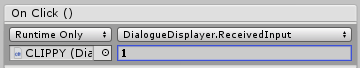 On Click ()
Runtime Only DialogueDisplayer.ReceivedInput
CLIPPY (Dia 1